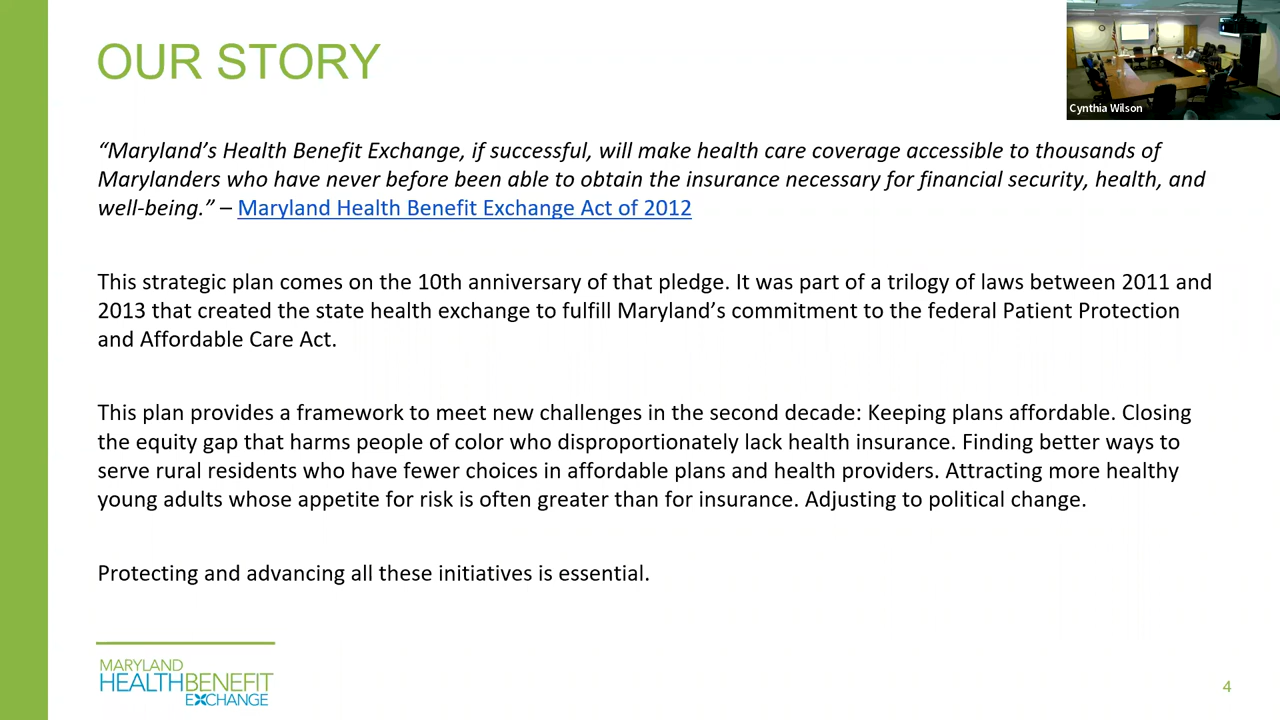 OUR STORY
Cynthia Wilson
“Maryland’s Health Benefit Exchange, if successful, will make health care coverage accessible to thousands of
Marylanders who have never before been able to obtain the insurance necessary for financial security, health, and
well-being.” – Maryland Health Benefit Exchange Act of 2012
This strategic plan comes on the 10th anniversary of that pledge. It was part of a trilogy of laws between 2011 and
2013 that created the state health exchange to fulfill Maryland’s commitment to the federal Patient Protection
and Affordable Care Act.
This plan provides a framework to meet new challenges in the second decade: Keeping plans affordable. Closing
the equity gap that harms people of color who disproportionately lack health insurance. Finding better ways to
serve rural residents who have fewer choices in affordable plans and health providers. Attracting more healthy
young adults whose appetite for risk is often greater than for insurance. Adjusting to political change.
Protecting and advancing all these initiatives is essential.
MARYLAND
HEALTHBENEFIT
EXCHANGE
4